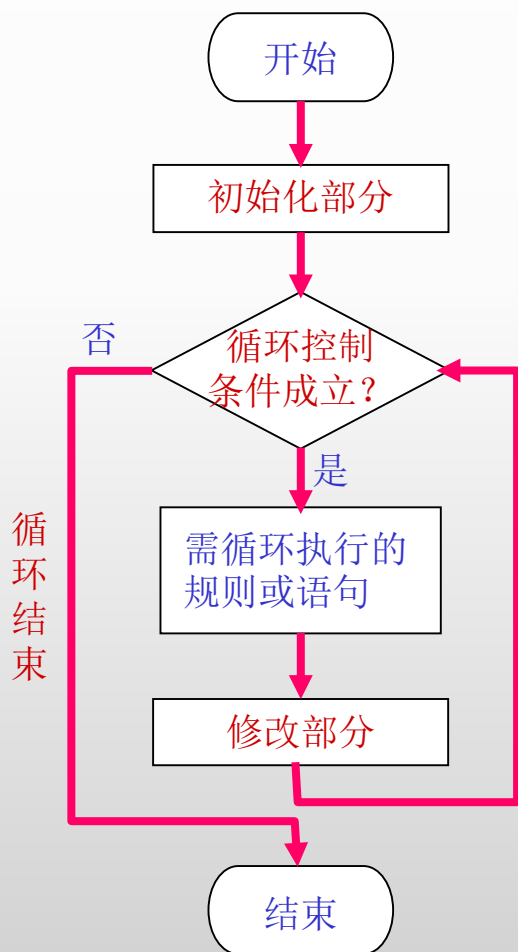 开始
初始化部分
否
循环控制
条件成立？
是
需循环执行的
规则或语句
循
环
结
束
修改部分
结束